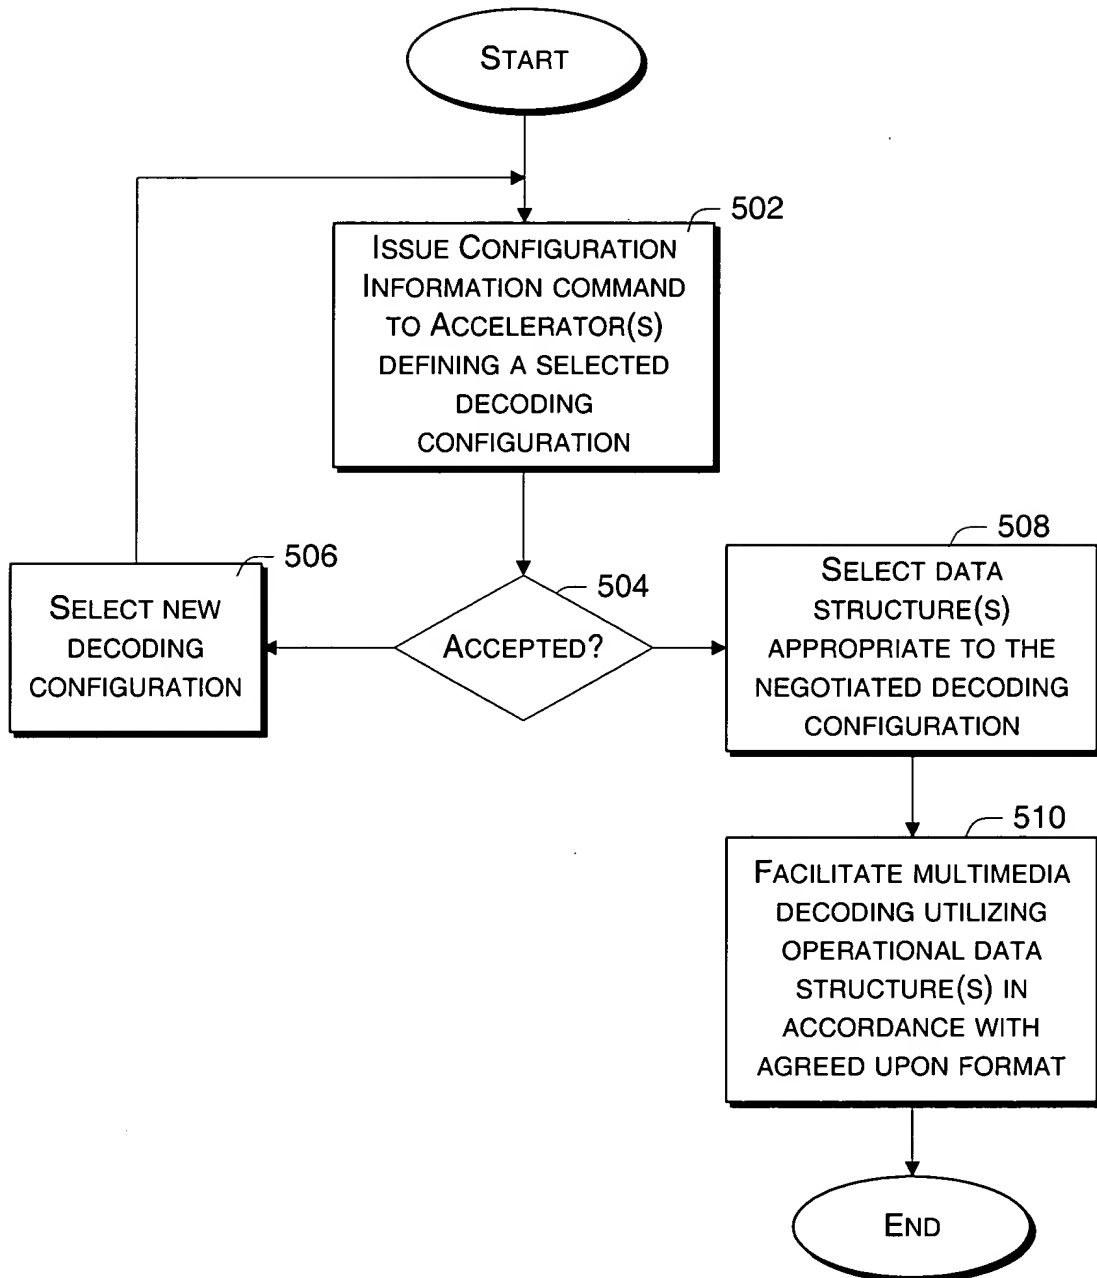 START
502
ISSUE CONFIGURATION
INFORMATION COMMAND
TO ACCELERATOR(S)
DEFINING A SELECTED
DECODING
CONFIGURATION
504
ACCEPTED?
506
SELECT NEW
DECODING
CONFIGURATION
508
SELECT DATA
STRUCTURE(S)
APPROPRIATE TO THE
NEGOTIATED DECODING
CONFIGURATION
510
FACILITATE MULTIMEDIA
DECODING UTILIZING
OPERATIONAL DATA
STRUCTURE(S) IN
ACCORDANCE WITH
AGREED UPON FORMAT
END